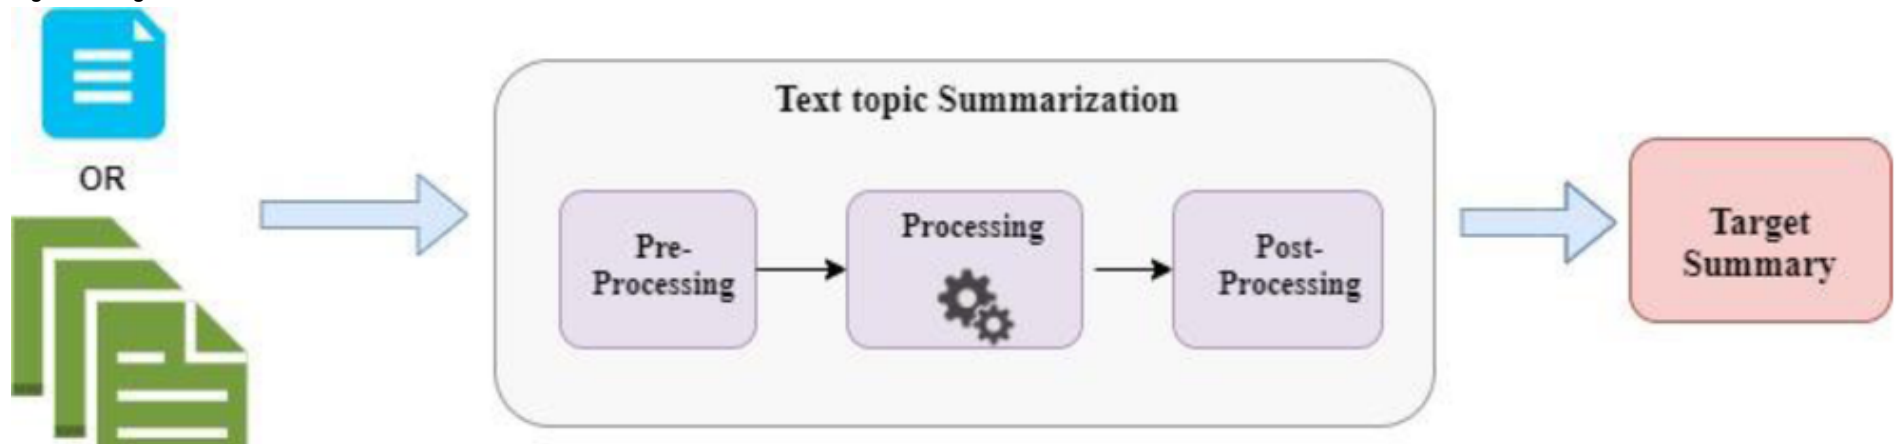 OR
Text topic Summarization
Pre-
Processing
Processing
Post-
Processing
Target
Summary